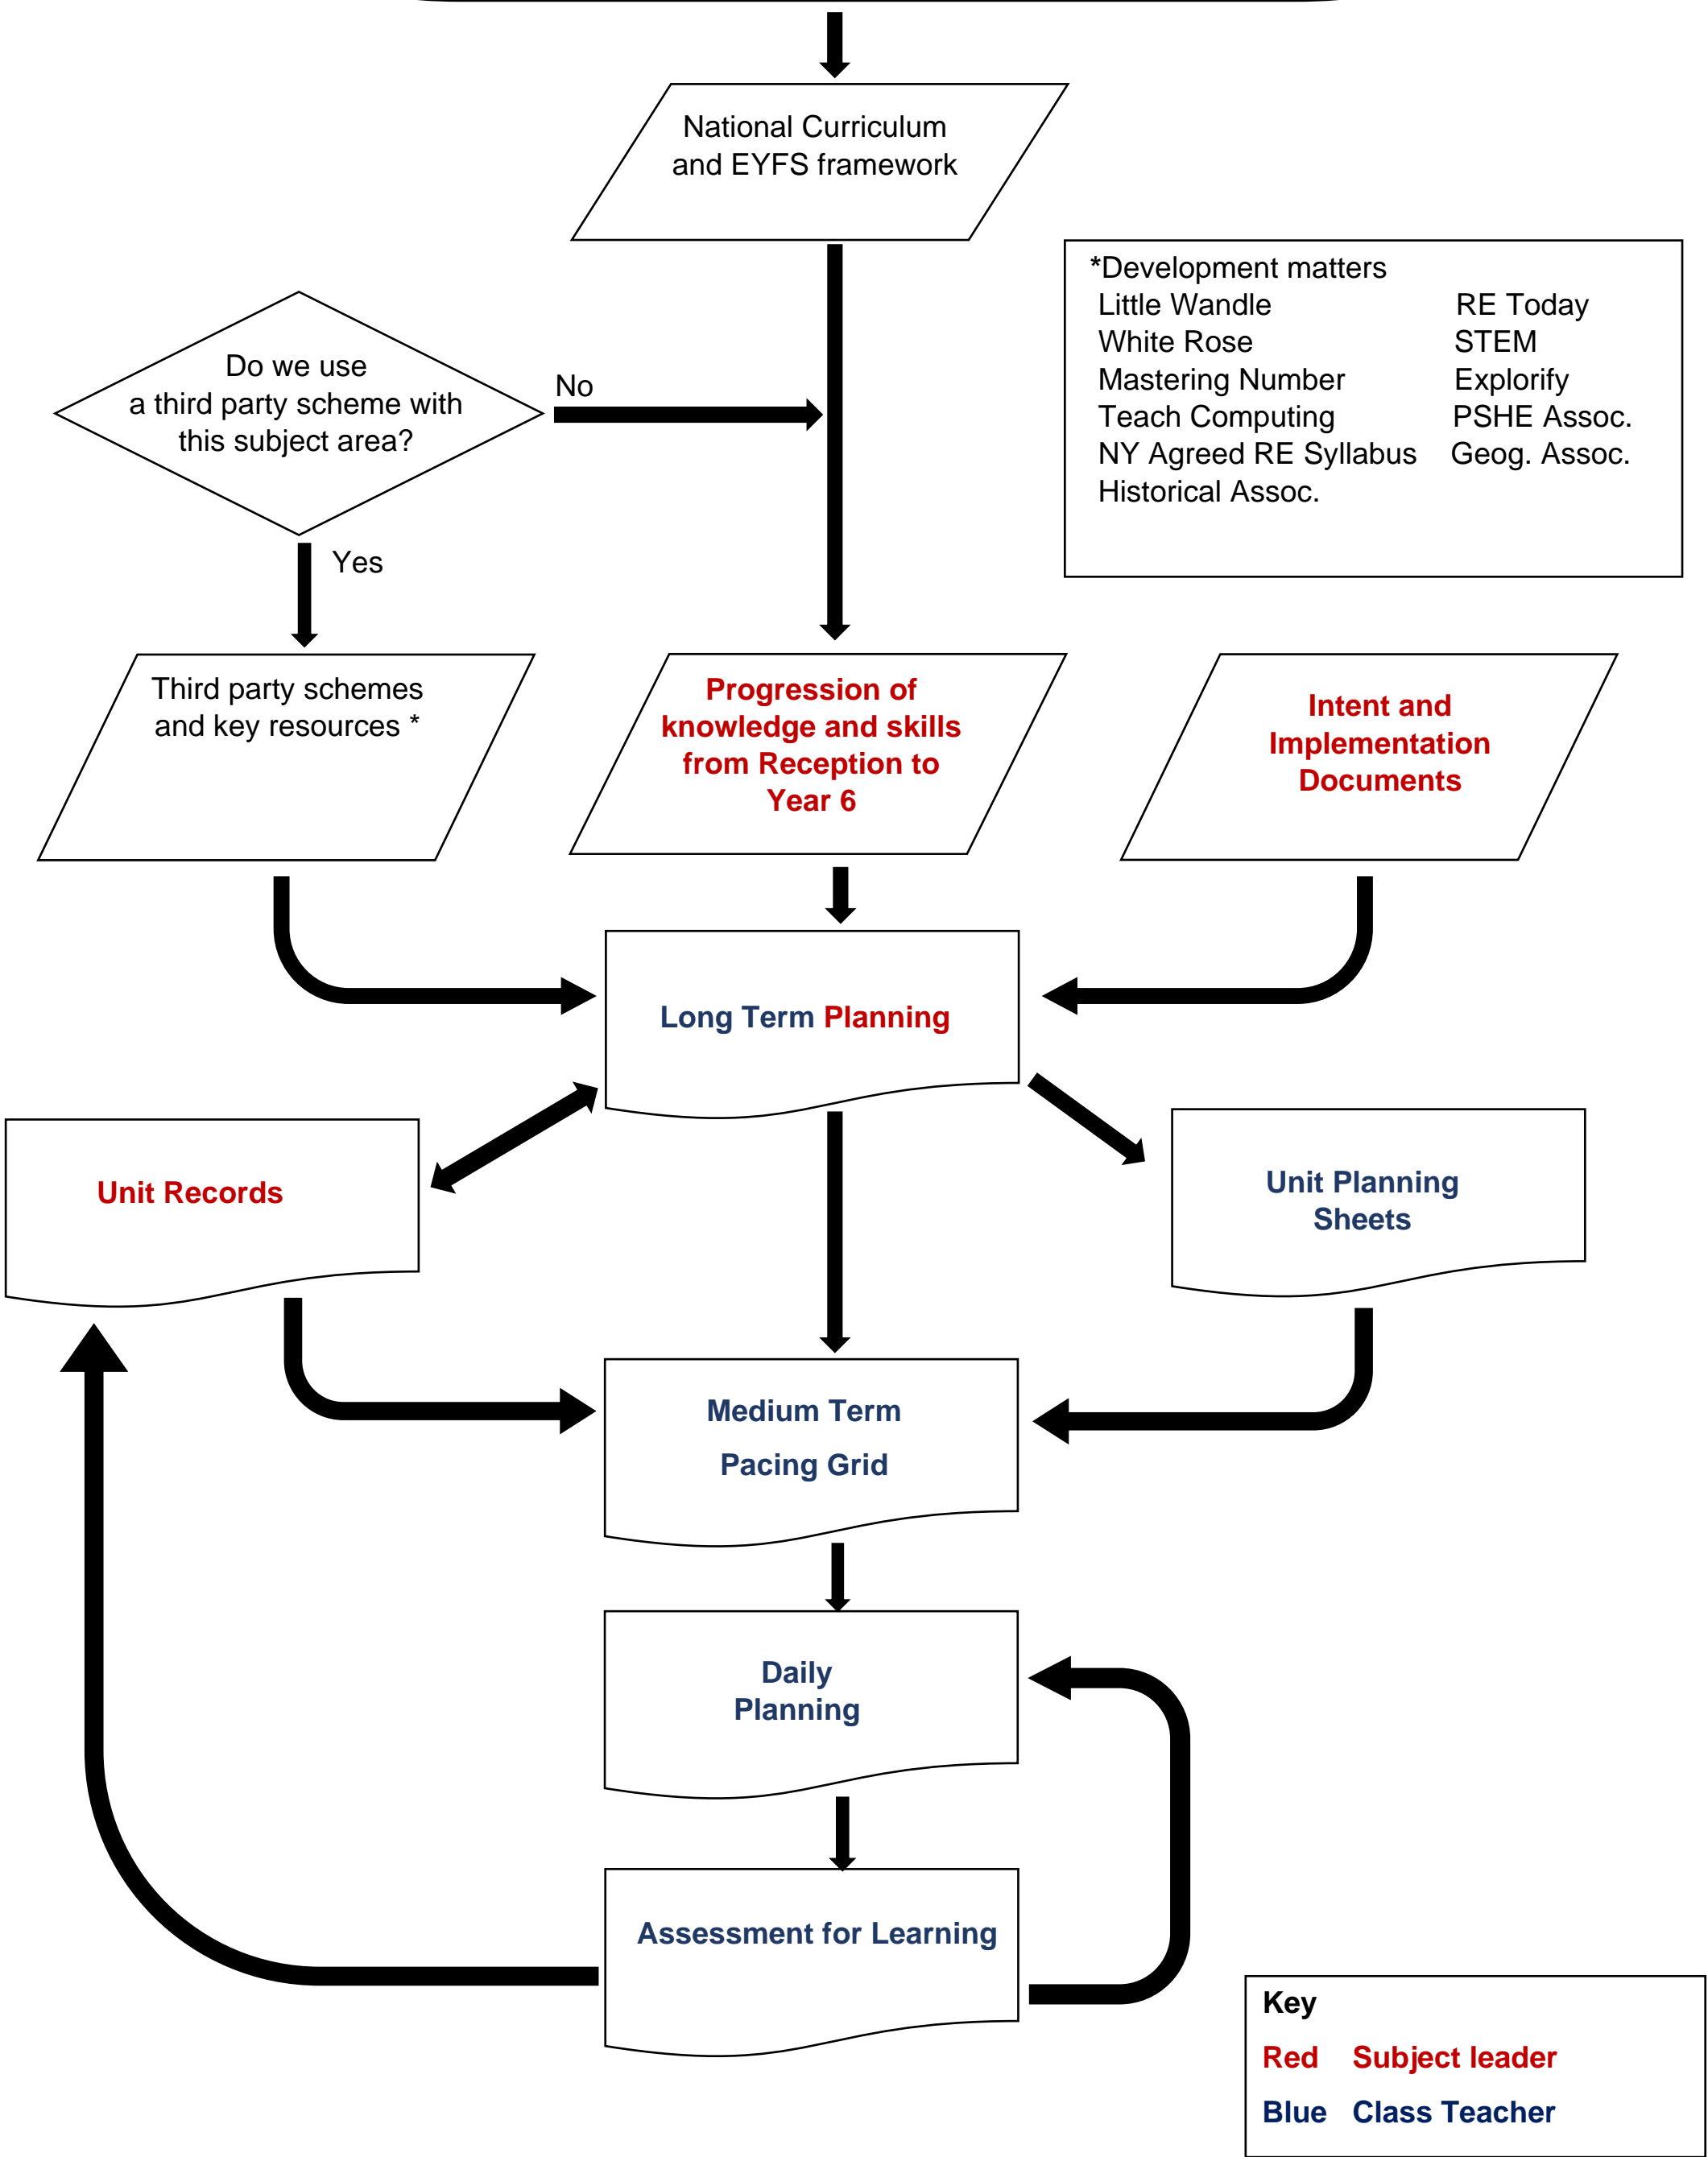 National Curriculum
and EYFS framework
*Development matters
Little Wandle RE Today
White Rose STEM
Mastering Number Explorify
Teach Computing PSHE Assoc.
NY Agreed RE Syllabus Geog. Assoc.
Historical Assoc.
Do we use
a third party scheme with
this subject area?
No
Yes
Third party schemes
and key resources *
Progression of
knowledge and skills
from Reception to
Year 6
Intent and
Implementation
Documents
Long Term Planning
Unit Records
Unit Planning
Sheets
Medium Term
Pacing Grid
Daily
Planning
Assessment for Learning
Key
Red Subject leader
Blue Class Teacher